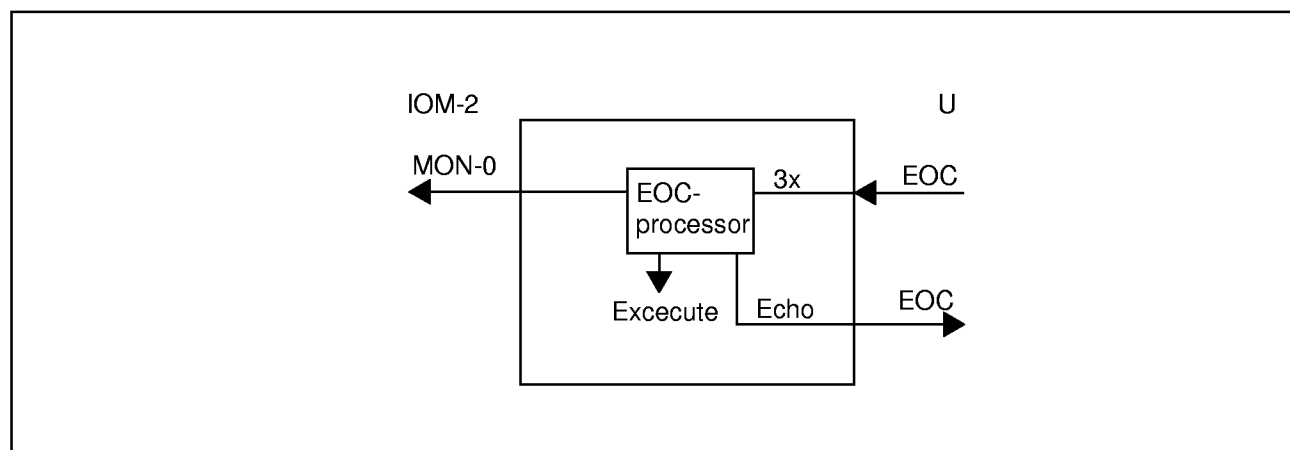 IOM-2
U
MON-0
3x
EOC
EOC-
processor
Excecute
Echo
EOC